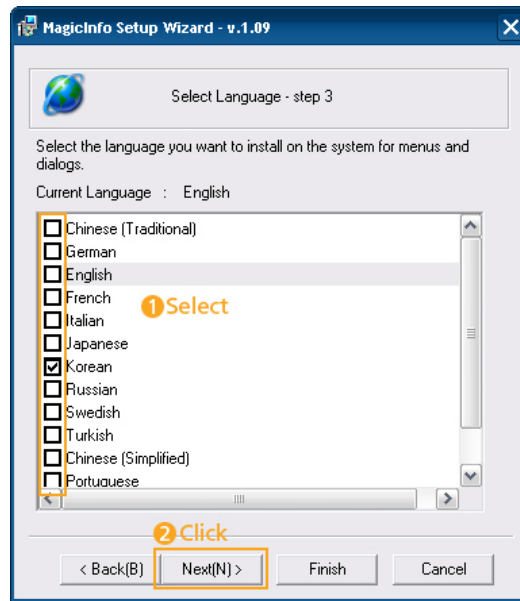 MagicInfo Setup Wizard - v.1.09
Select Language - step 3
Select the language you want to install on the system for menus and
dialogs.
Current Language : English
Chinese (Traditional)
German
English
French
1 Select
Italian
Japanese
Korean
Russian
Swedish
Turkish
Chinese (Simplified)
Portuguese
2 Click
< Back(B)
Next(N) >
Finish
Cancel